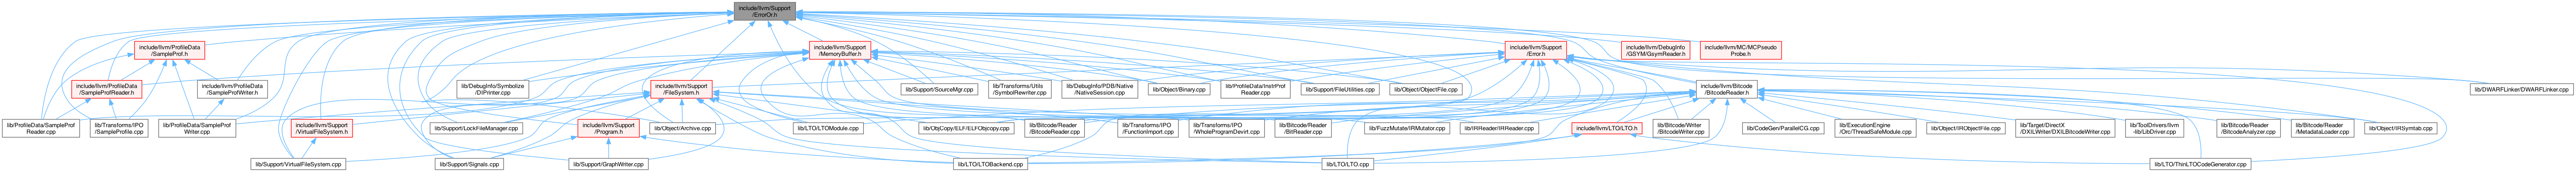 include/llvm/Support
/ErrorOr.h
include/llvm/ProfileData
/SampleProf.h
include/llvm/Support
/MemoryBuffer.h
include/llvm/Support
/Error.h
include/llvm/DebugInfo
/GSYM/GsymReader.h
include/llvm/MC/MCPseudo
Probe.h
include/llvm/ProfileData
/SampleProfReader.h
include/llvm/ProfileData
/SampleProfWriter.h
lib/DebugInfo/Symbolize
/DIPrinter.cpp
include/llvm/Support
/FileSystem.h
lib/Support/SourceMgr.cpp
lib/Transforms/Utils
/SymbolRewriter.cpp
lib/DebugInfo/PDB/Native
/NativeSession.cpp
lib/Object/Binary.cpp
lib/ProfileData/InstrProf
Reader.cpp
lib/Support/FileUtilities.cpp
lib/Object/ObjectFile.cpp
include/llvm/Bitcode
/BitcodeReader.h
lib/DWARFLinker/DWARFLinker.cpp
lib/ProfileData/SampleProf
Reader.cpp
lib/Transforms/IPO
/SampleProfile.cpp
lib/ProfileData/SampleProf
Writer.cpp
include/llvm/Support
/VirtualFileSystem.h
lib/Support/LockFileManager.cpp
include/llvm/Support
/Program.h
lib/Object/Archive.cpp
lib/LTO/LTOModule.cpp
lib/ObjCopy/ELF/ELFObjcopy.cpp
lib/Bitcode/Reader
/BitcodeReader.cpp
lib/Transforms/IPO
/FunctionImport.cpp
lib/Transforms/IPO
/WholeProgramDevirt.cpp
lib/Bitcode/Reader
/BitReader.cpp
lib/FuzzMutate/IRMutator.cpp
lib/IRReader/IRReader.cpp
include/llvm/LTO/LTO.h
lib/Bitcode/Writer
/BitcodeWriter.cpp
lib/CodeGen/ParallelCG.cpp
lib/ExecutionEngine
/Orc/ThreadSafeModule.cpp
lib/Object/IRObjectFile.cpp
lib/Target/DirectX
/DXILWriter/DXILBitcodeWriter.cpp
lib/ToolDrivers/llvm
-lib/LibDriver.cpp
lib/Bitcode/Reader
/BitcodeAnalyzer.cpp
lib/Bitcode/Reader
/MetadataLoader.cpp
lib/Object/IRSymtab.cpp
lib/Support/VirtualFileSystem.cpp
lib/Support/Signals.cpp
lib/Support/GraphWriter.cpp
lib/LTO/LTOBackend.cpp
lib/LTO/LTO.cpp
lib/LTO/ThinLTOCodeGenerator.cpp